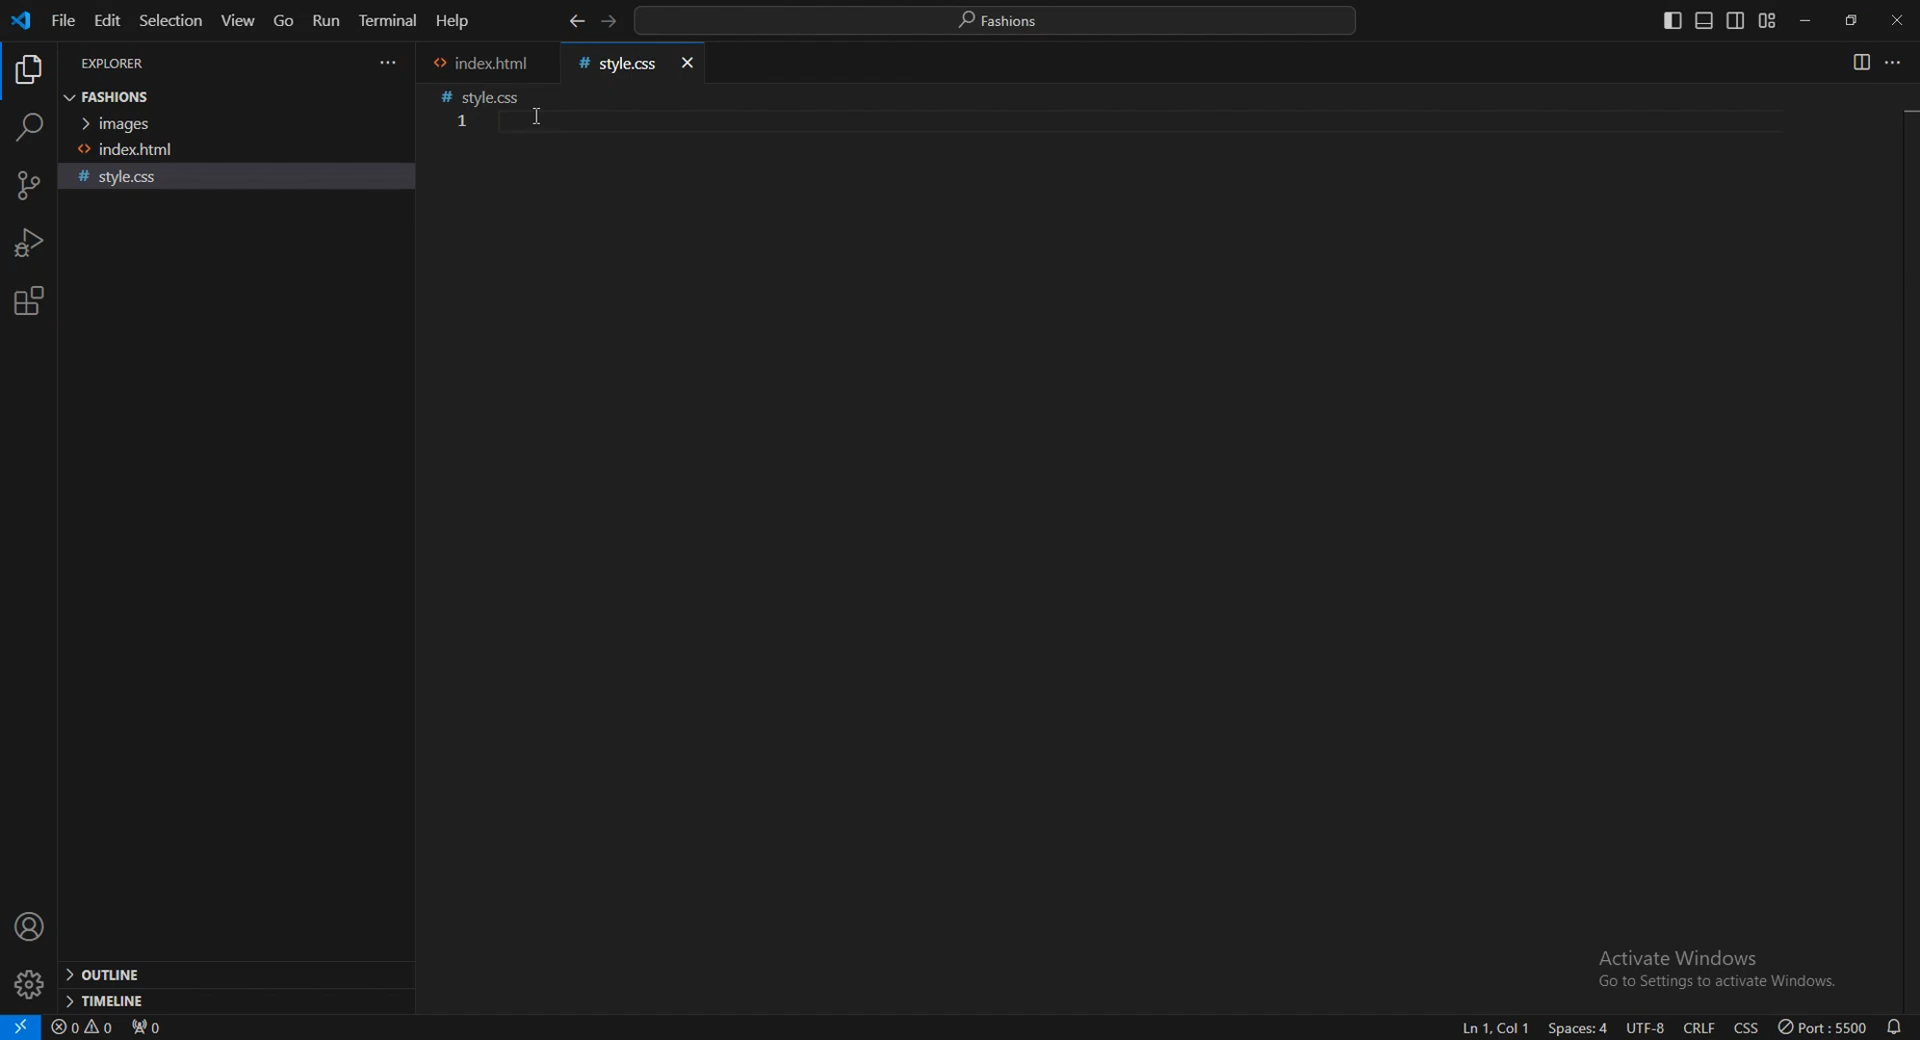 File Edit Selection View Go Run Terminal Help
Fashions
EXPLORER
FASHIONS
images
index.html
style.css
index.html
style.css
style.css
1
OUTLINE
TIMELINE
Activate Windows
Go to Settings to activate Windows.
0 0 0
Ln 1, Col 1 Spaces: 4 UTF-8 CRLF CSS Port : 5500